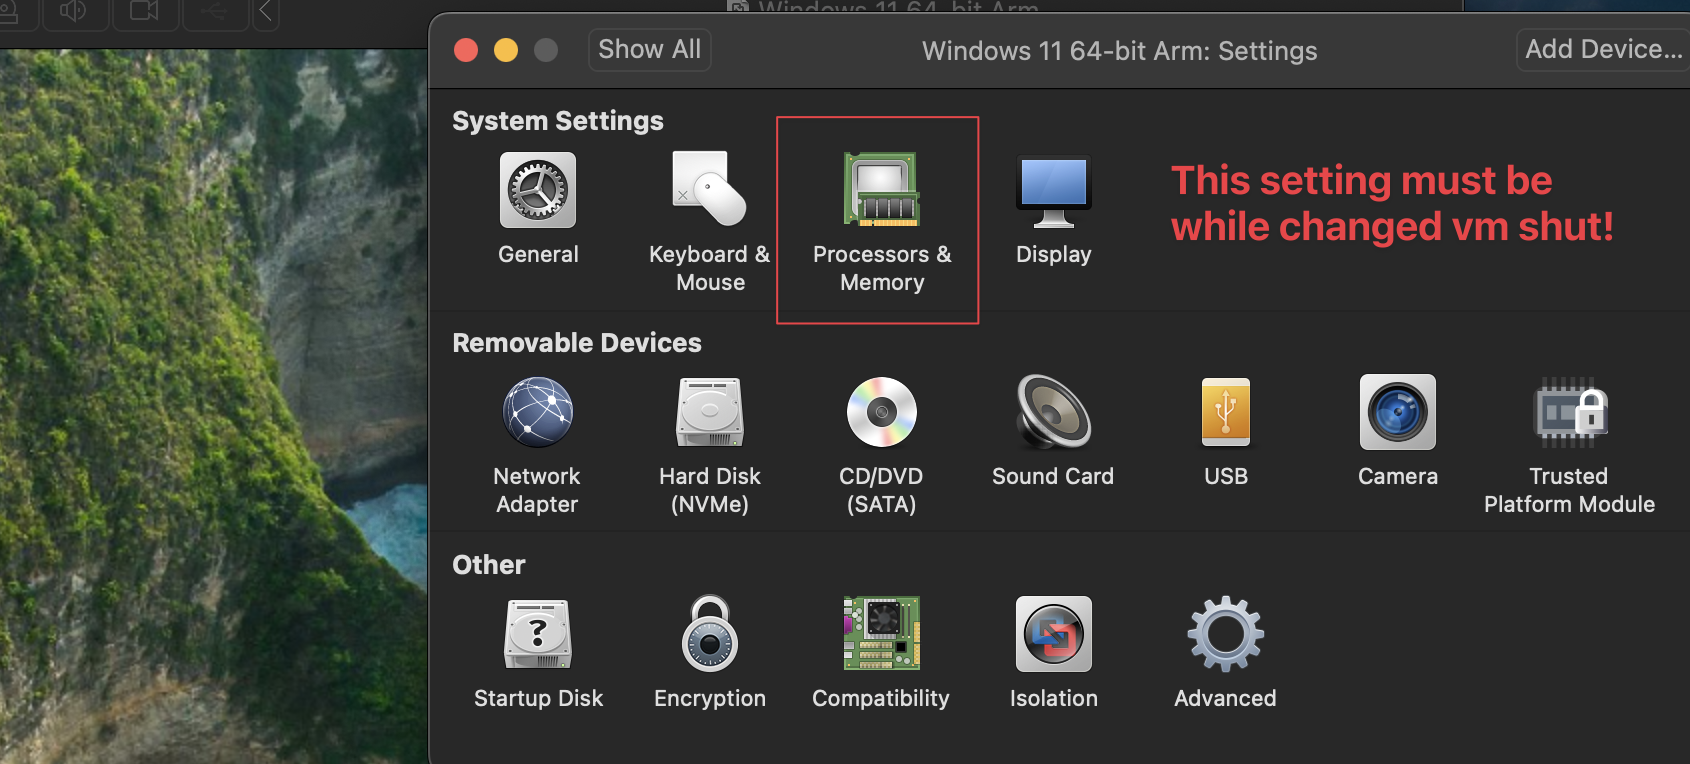 Windows 11 64-bit Arm
Show All
Windows 11 64-bit Arm: Settings
Add Device...
System Settings
General
Keyboard &
Mouse
Processors &
Memory
Display
This setting must be
while changed vm shut!
Removable Devices
Network
Adapter
Hard Disk
(NVMe)
CD/DVD
(SATA)
Sound Card
USB
Camera
Trusted
Platform Module
Other
?
Startup Disk
Encryption
Compatibility
Isolation
Advanced